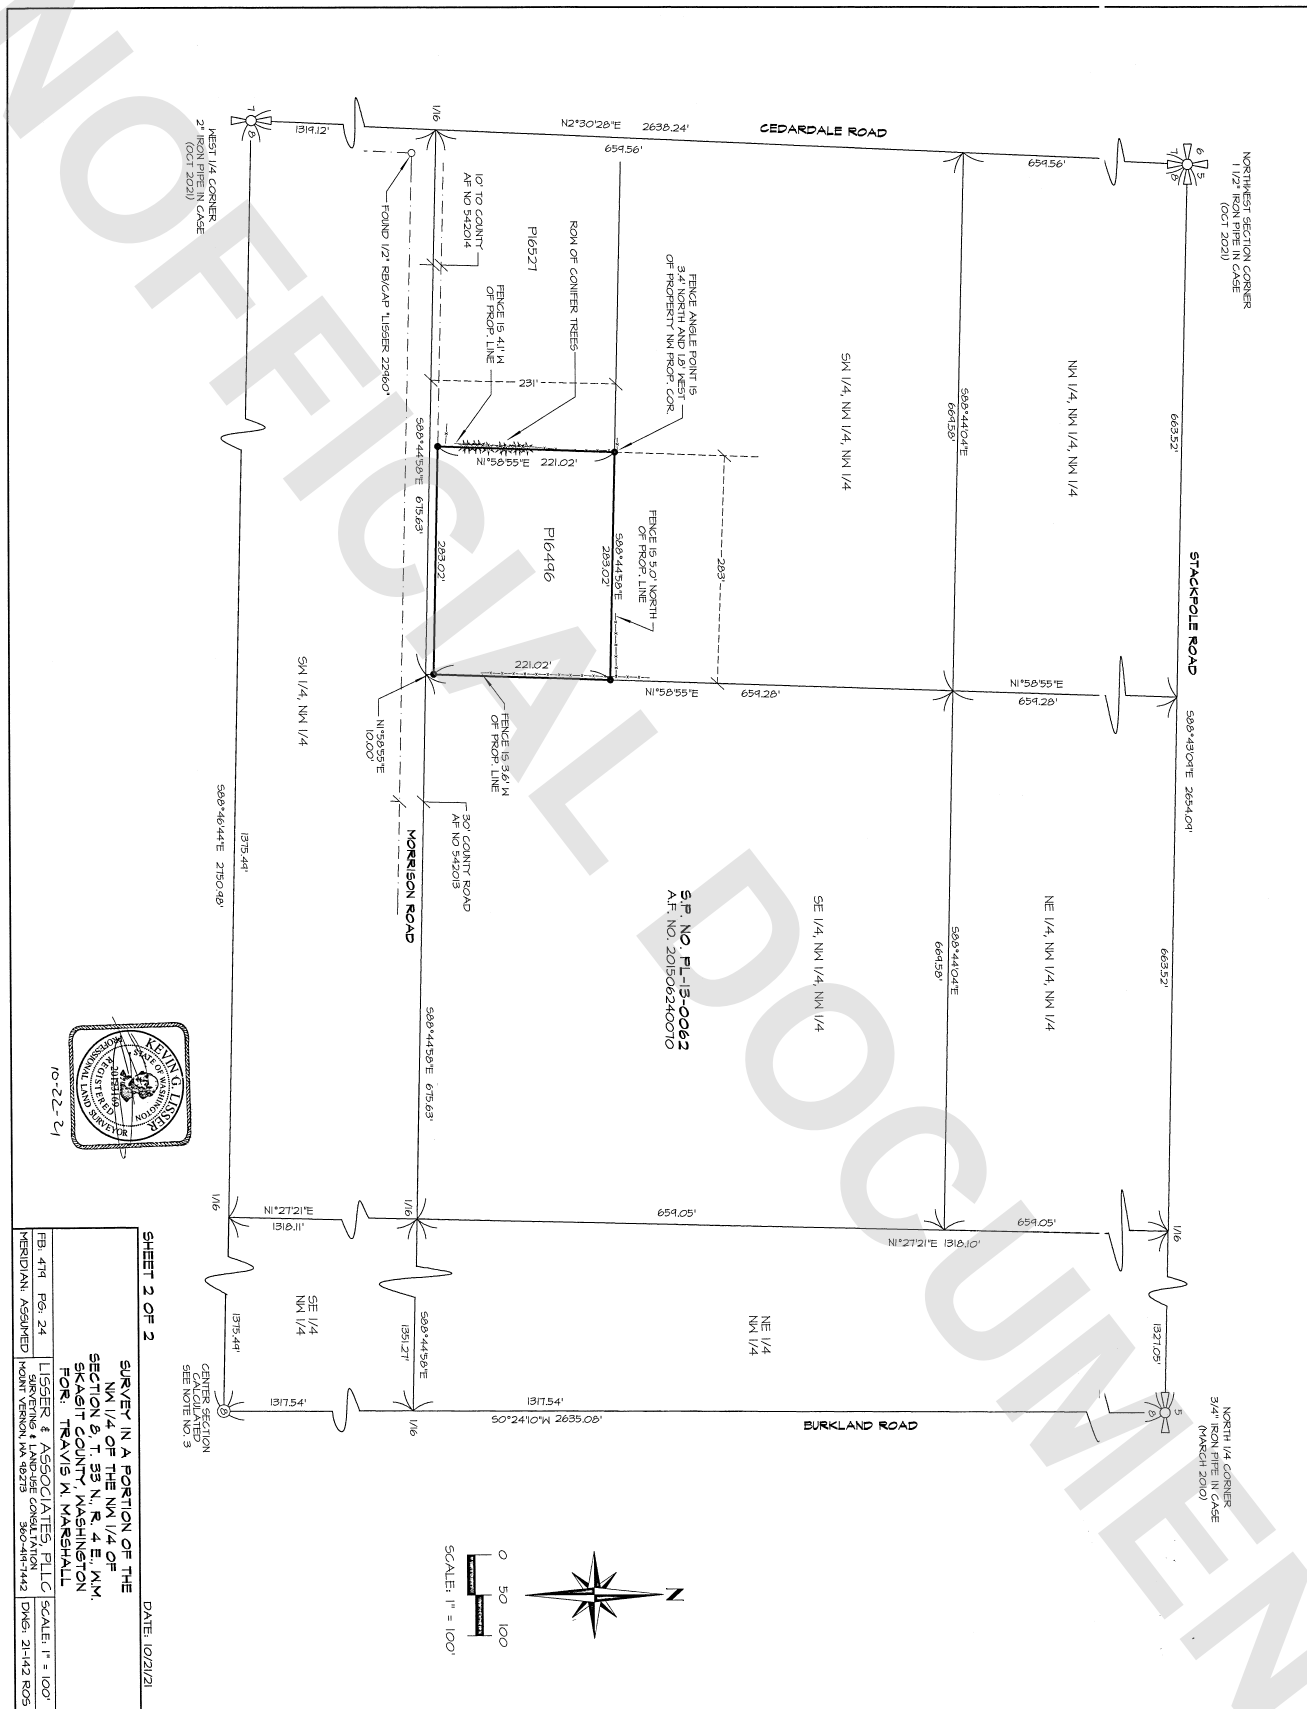 UNOFFICIAL DOCUMENT
NORTHWEST SECTION CORNER
1 1/2" IRON PIPE IN CASE
(OCT 2021)
6
5
7
8
663.52'
STACKPOLE ROAD
S88°43'09"E 2654.09'
663.52'
1/16
1327.05'
5
8
NORTH 1/4 CORNER
3/4" IRON PIPE IN CASE
(MARCH 2010)
CEDARDALE ROAD
N2°30'28"E 2638.24'
659.56'
659.56'
1319.12'
1/16
NW 1/4, NW 1/4, NW 1/4
NE 1/4, NW 1/4, NW 1/4
N1°58'55"E
659.28'
S88°44'04"E
669.58'
S88°44'04"E
669.58'
659.05'
N1°27'21"E 1318.10'
SW 1/4, NW 1/4, NW 1/4
SE 1/4, NW 1/4, NW 1/4
N1°58'55"E 659.28'
S.P. NO. PL-13-0062
A.F. NO. 201506240070
659.05'
NE 1/4
NW 1/4
BURKLAND ROAD
1317.54'
S0°24'10"W 2635.08'
FENCE ANGLE POINT IS
3.4' NORTH AND 1.8' WEST
OF PROPERTY NW PROP. COR.
283'
FENCE IS 5.0' NORTH
OF PROP. LINE
S88°44'58"E
283.02'
ROW OF CONIFER TREES
P16527
231'
N1°58'55"E 221.02'
P16496
221.02'
FENCE IS 4.1' W
OF PROP. LINE
FENCE IS 3.6' W
OF PROP. LINE
10' TO COUNTY
AF NO 542014
283.02'
S88°44'58"E 675.63'
FOUND 1/2" RB/CAP "LISSER 22960"
N1°58'55"E
10.00'
30' COUNTY ROAD
AF NO 542013
MORRISON ROAD
S88°44'58"E 675.63'
1/16
S88°44'58"E
1351.27'
1/16
SW 1/4, NW 1/4
SE 1/4
NW 1/4
N1°27'21"E
1318.11'
1317.54'
7
8
WEST 1/4 CORNER
2" IRON PIPE IN CASE
(OCT 2021)
1375.49'
S88°46'44"E 2750.98'
1/16
1375.49'
8
CENTER SECTION
CALCULATED
SEE NOTE NO. 3
KEVIN G. LISSER
STATE OF WASHINGTON
REGISTERED
PROFESSIONAL LAND SURVEYOR
10-22-21
N
0 50 100
SCALE: 1" = 100'
SHEET 2 OF 2
DATE: 10/21/21
SURVEY IN A PORTION OF THE
NW 1/4 OF THE NW 1/4 OF
SECTION 8, T. 33 N., R. 4 E., W.M.
SKAGIT COUNTY, WASHINGTON
FOR: TRAVIS W. MARSHALL
FB: 479 PG: 24
MERIDIAN: ASSUMED
LISSER & ASSOCIATES, PLLC
SURVEYING & LAND-USE CONSULTATION
MOUNT VERNON, WA 98273 360-419-7442
SCALE: 1" = 100'
DWG: 21-142 ROS